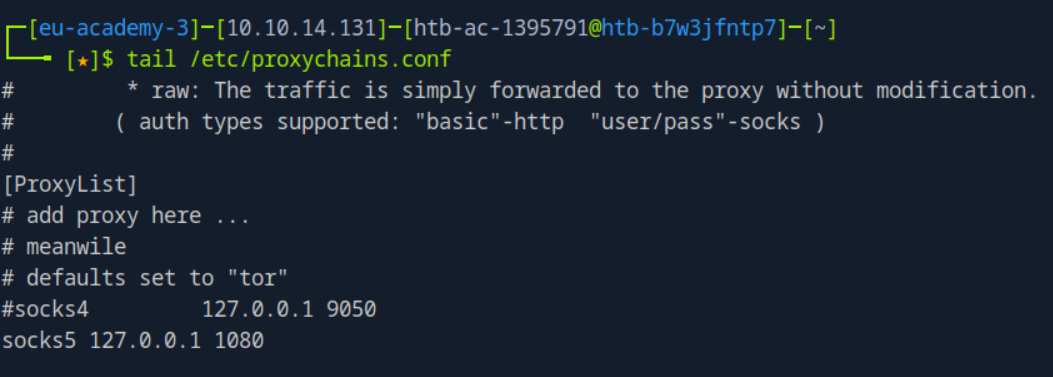 ┌─[eu-academy-3]─[10.10.14.131]─[htb-ac-1395791@htb-b7w3jfntp7]─[~]
└──╼ [★]$ tail /etc/proxychains.conf
#       * raw: The traffic is simply forwarded to the proxy without modification.
#      ( auth types supported: "basic"-http  "user/pass"-socks )
#
[ProxyList]
# add proxy here ...
# meanwile
# defaults set to "tor"
#socks4         127.0.0.1 9050
socks5 127.0.0.1 1080